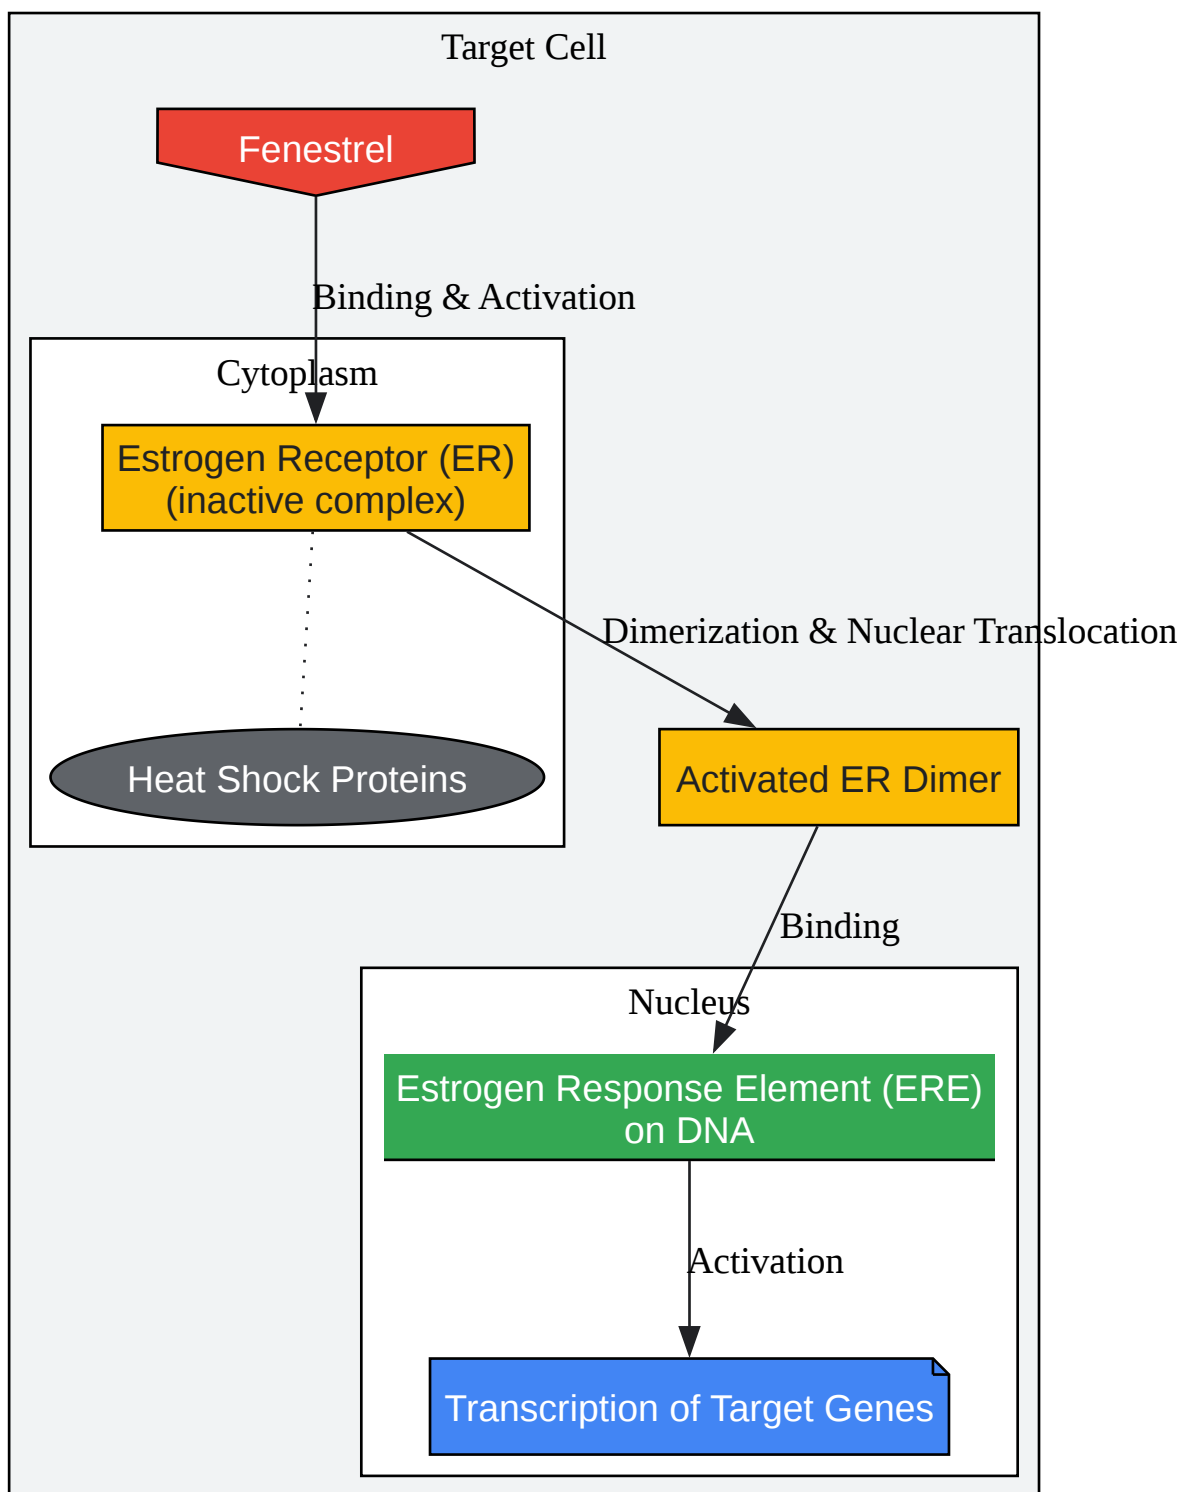 Target Cell
Fenestrel
Binding & Activation
Cytoplasm
Estrogen Receptor (ER)
(inactive complex)
Dimerization & Nuclear Translocation
Heat Shock Proteins
Activated ER Dimer
Binding
Nucleus
Estrogen Response Element (ERE)
on DNA
Activation
Transcription of Target Genes